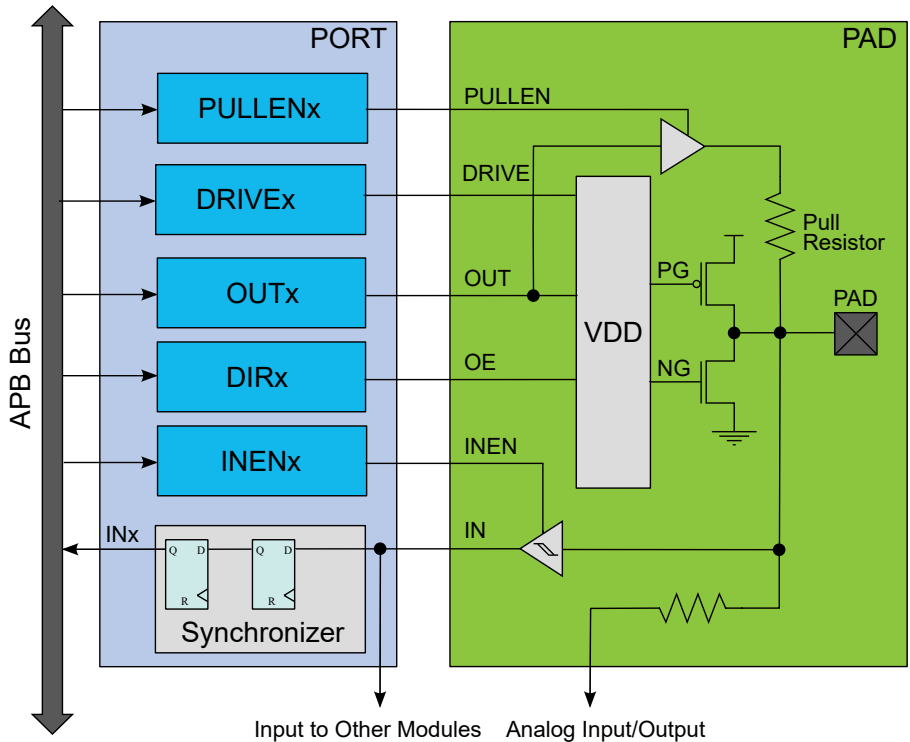 PORT
PAD
APB Bus
PULLENx
PULLEN
DRIVEx
DRIVE
Pull
Resistor
OUTx
OUT
PG
PAD
VDD
DIRx
OE
NG
INENx
INEN
INx
IN
Q D
Q D
R
R
Synchronizer
Input to Other Modules
Analog Input/Output